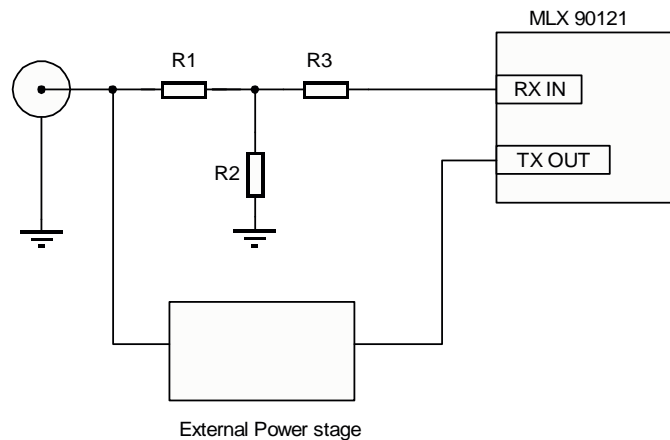 MLX 90121
R1
R3
RX IN
TX OUT
R2
External Power stage